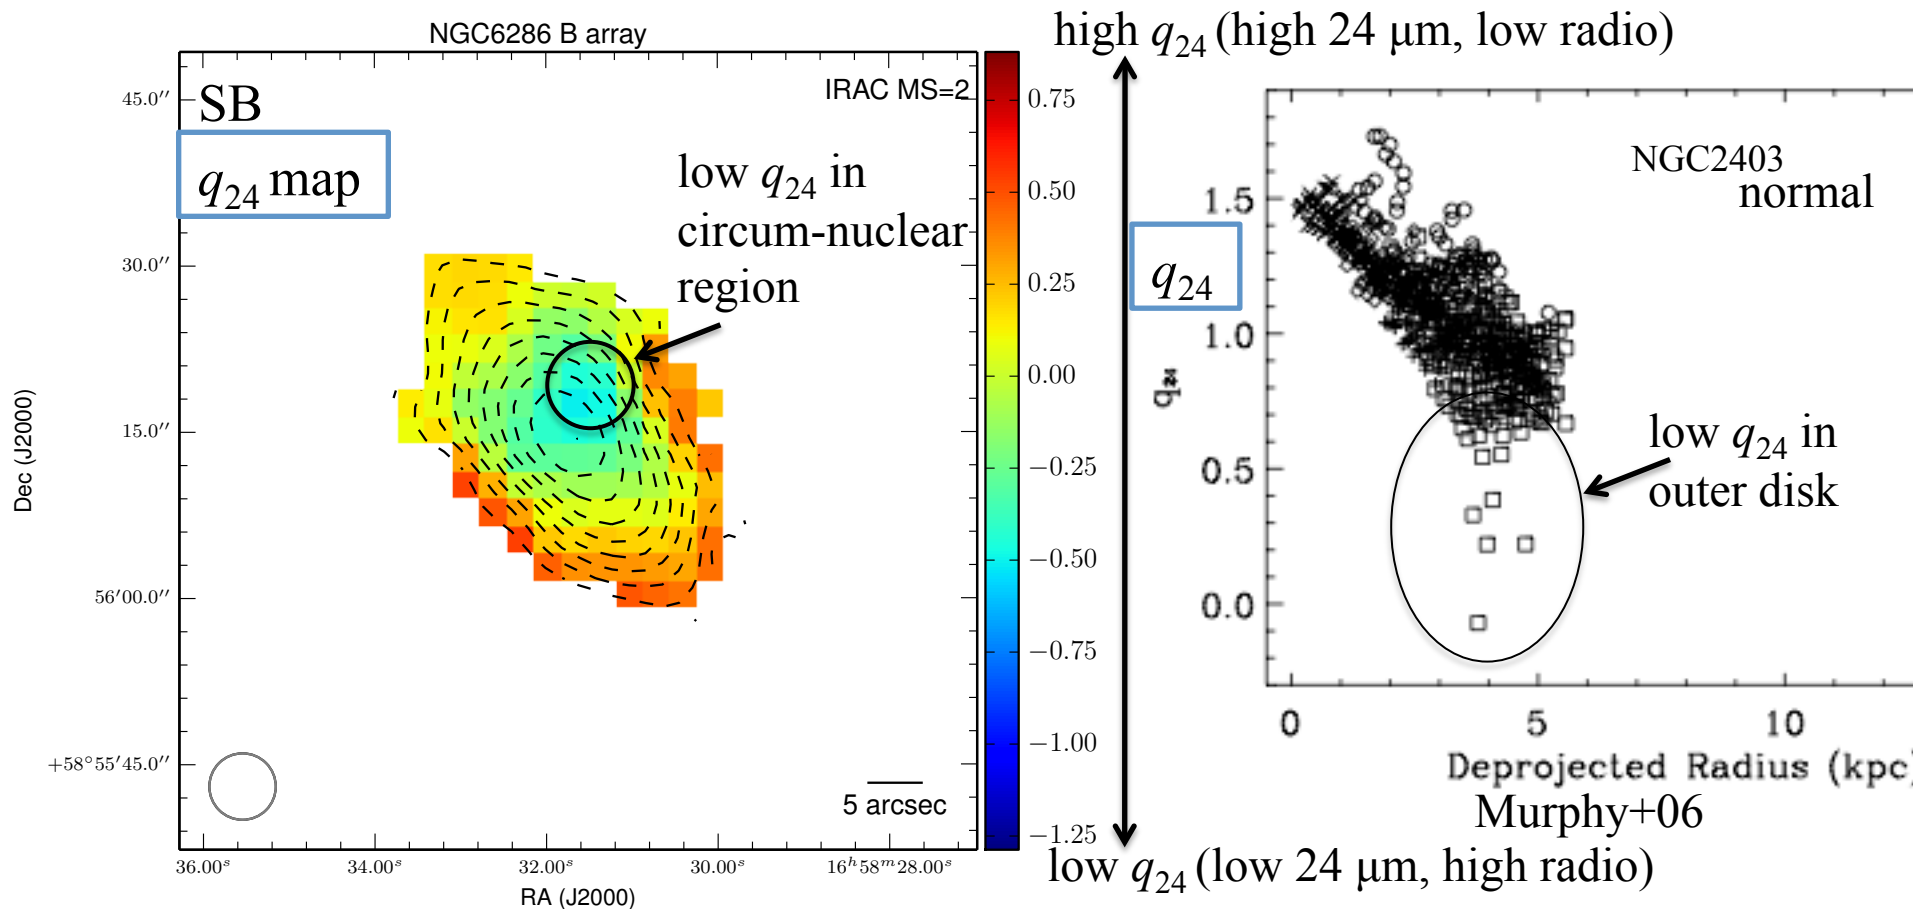 NGC6286 B array
SB
IRAC MS=2
q24 map
low q24 in
circum-nuclear
region
45.0″
30.0″
15.0″
56′00.0″
+58°55′45.0″
Dec (J2000)
5 arcsec
36.00s
34.00s
32.00s
30.00s
16h58m28.00s
RA (J2000)
0.75
0.50
0.25
0.00
−0.25
−0.50
−0.75
−1.00
−1.25
high q24 (high 24 μm, low radio)
q24
NGC2403
normal
1.5
1.0
0.5
0.0
q24
low q24 in
outer disk
0
5
10
Deprojected Radius (kpc)
Murphy+06
low q24 (low 24 μm, high radio)